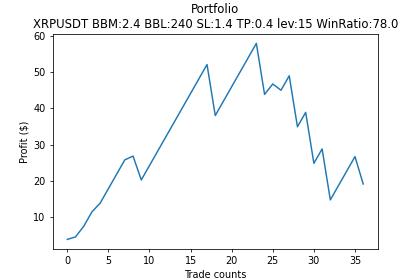 Portfolio
XRPUSDT BBM:2.4 BBL:240 SL:1.4 TP:0.4 lev:15 WinRatio:78.0
60
50
40
30
20
10
Profit ($)
0 5 10 15 20 25 30 35
Trade counts